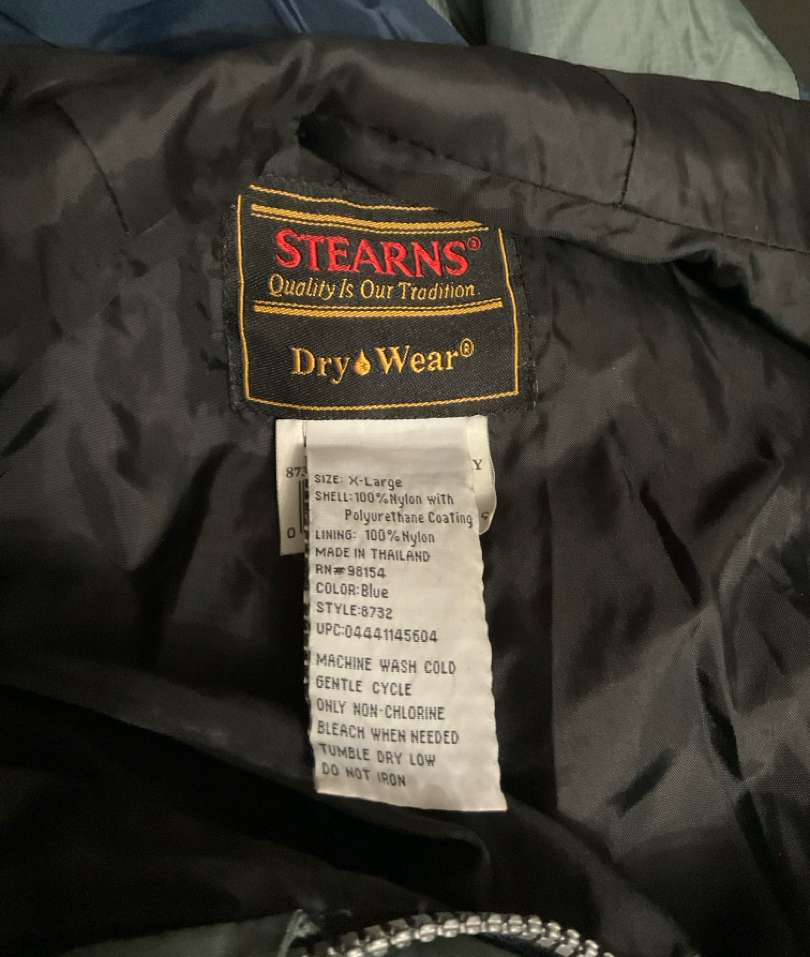 STEARNS®
Quality Is Our Tradition.
Dry Wear®
873
Y
0
SIZE: X-Large
SHELL:100%Nylon with
Polyurethane Coating
LINING: 100%Nylon
MADE IN THAILAND
RN#98154
COLOR:Blue
STYLE:8732
UPC:04441145604
MACHINE WASH COLD
GENTLE CYCLE
ONLY NON-CHLORINE
BLEACH WHEN NEEDED
TUMBLE DRY LOW
DO NOT IRON